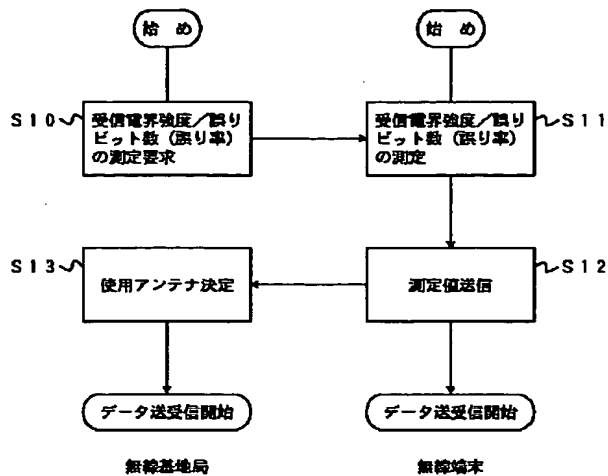 始 め
始 め
S10
受信電界強度/誤り
ビット数(誤り率)
の測定要求
受信電界強度/誤り
ビット数(誤り率)
の測定
S11
S13
使用アンテナ決定
測定値送信
S12
データ送受信開始
データ送受信開始
無線基地局
無線端末